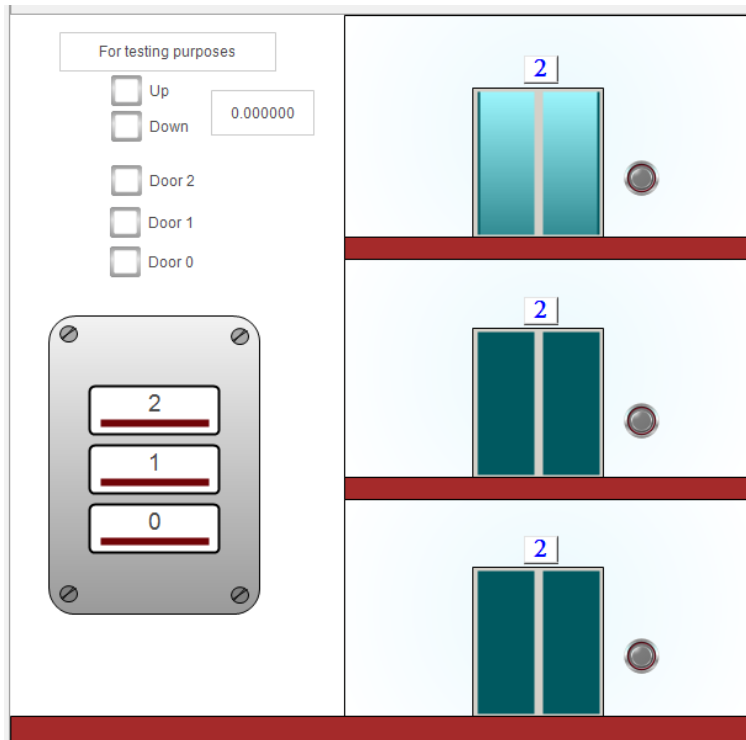 For testing purposes
Up
Down
0.000000
Door 2
Door 1
Door 0
2
1
0
2
2
2